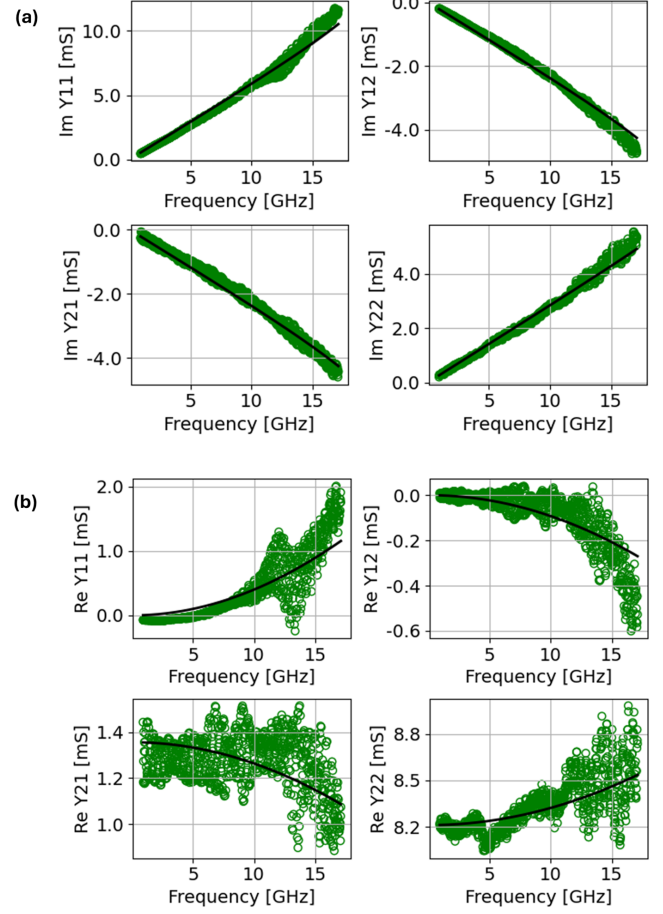 (a)
Im Y11 [mS]
10.0
5.0
0.0
5 10 15
Frequency [GHz]
Im Y12 [mS]
0.0
-2.0
-4.0
5 10 15
Frequency [GHz]
Im Y21 [mS]
0.0
-2.0
-4.0
5 10 15
Frequency [GHz]
Im Y22 [mS]
4.0
2.0
0.0
5 10 15
Frequency [GHz]
(b)
Re Y11 [mS]
2.0
1.0
0.0
5 10 15
Frequency [GHz]
Re Y12 [mS]
0.0
-0.2
-0.4
-0.6
5 10 15
Frequency [GHz]
Re Y21 [mS]
1.4
1.2
1.0
5 10 15
Frequency [GHz]
Re Y22 [mS]
8.8
8.5
8.2
5 10 15
Frequency [GHz]